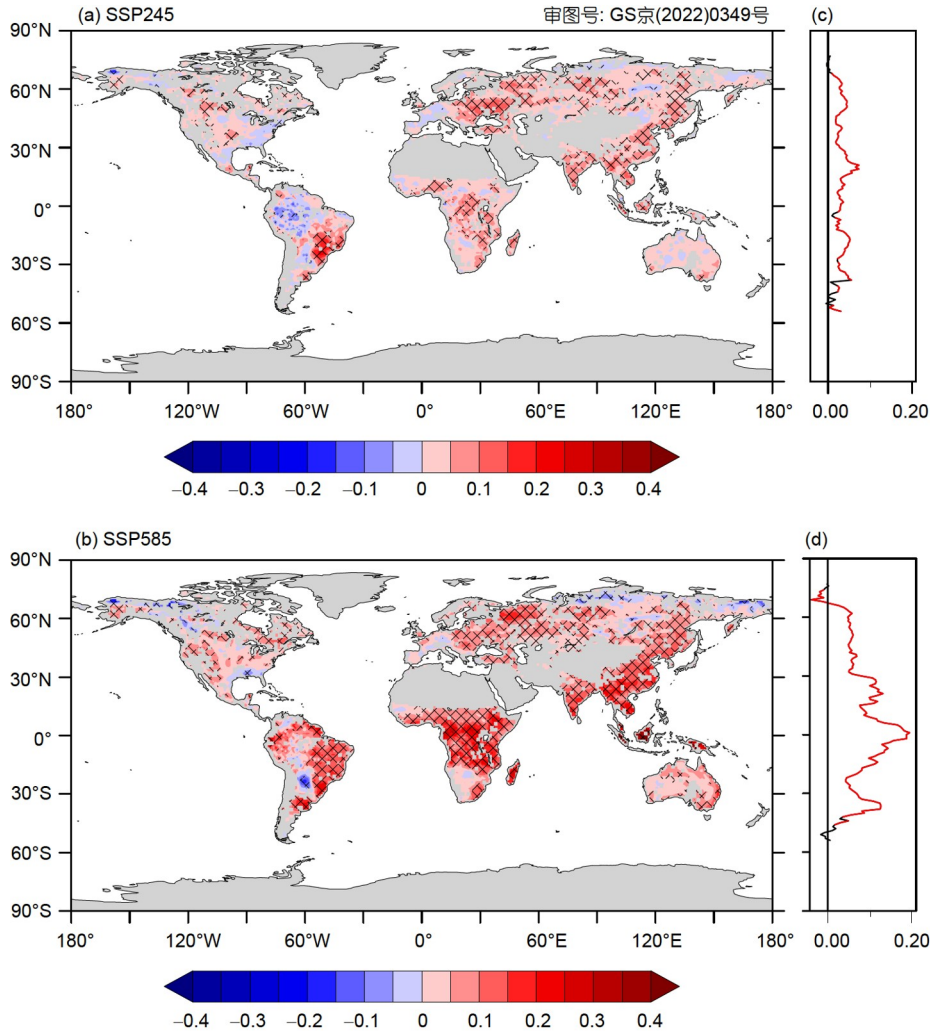 (a) SSP245 审图号: GS京(2022)0349号 (c)
90°N
60°N
30°N
0°
30°S
60°S
90°S
180° 120°W 60°W 0° 60°E 120°E 180° 0.00 0.20
−0.4 −0.3 −0.2 −0.1 0 0.1 0.2 0.3 0.4
(b) SSP585 (d)
90°N
60°N
30°N
0°
30°S
60°S
90°S
180° 120°W 60°W 0° 60°E 120°E 180° 0.00 0.20
−0.4 −0.3 −0.2 −0.1 0 0.1 0.2 0.3 0.4